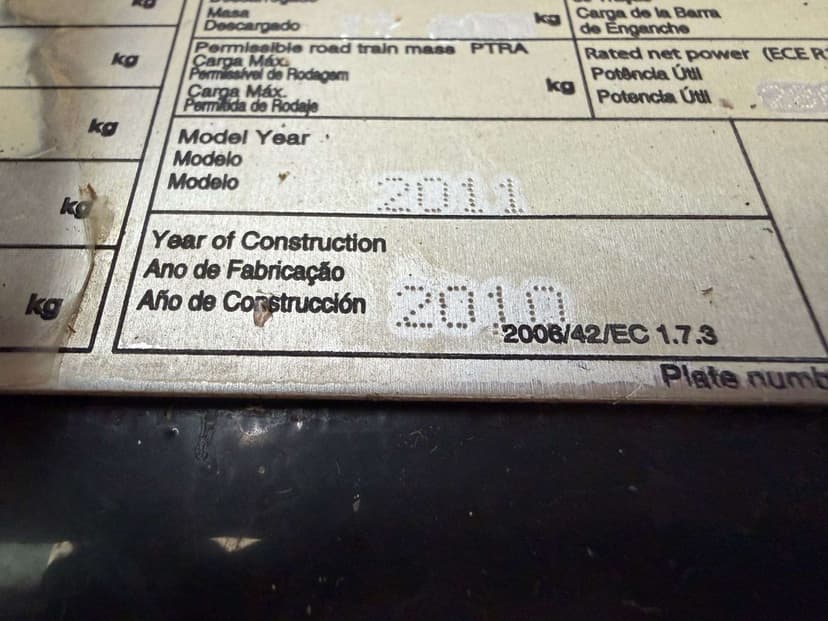 kg
Masa
Descargado
kg
Carga de la Barra
de Enganche
Permissible road train mass PTRA
Carga Máx.
Permissível de Rodagem
Carga Máx.
Permitida de Rodaje
kg
kg
Rated net power (ECE R
Potência Útil
Potencia Útil
kg
Model Year
Modelo
Modelo
2011
kg
Year of Construction
Ano de Fabricação
Año de Construcción
2010
2006/42/EC 1.7.3
kg
Plate numb